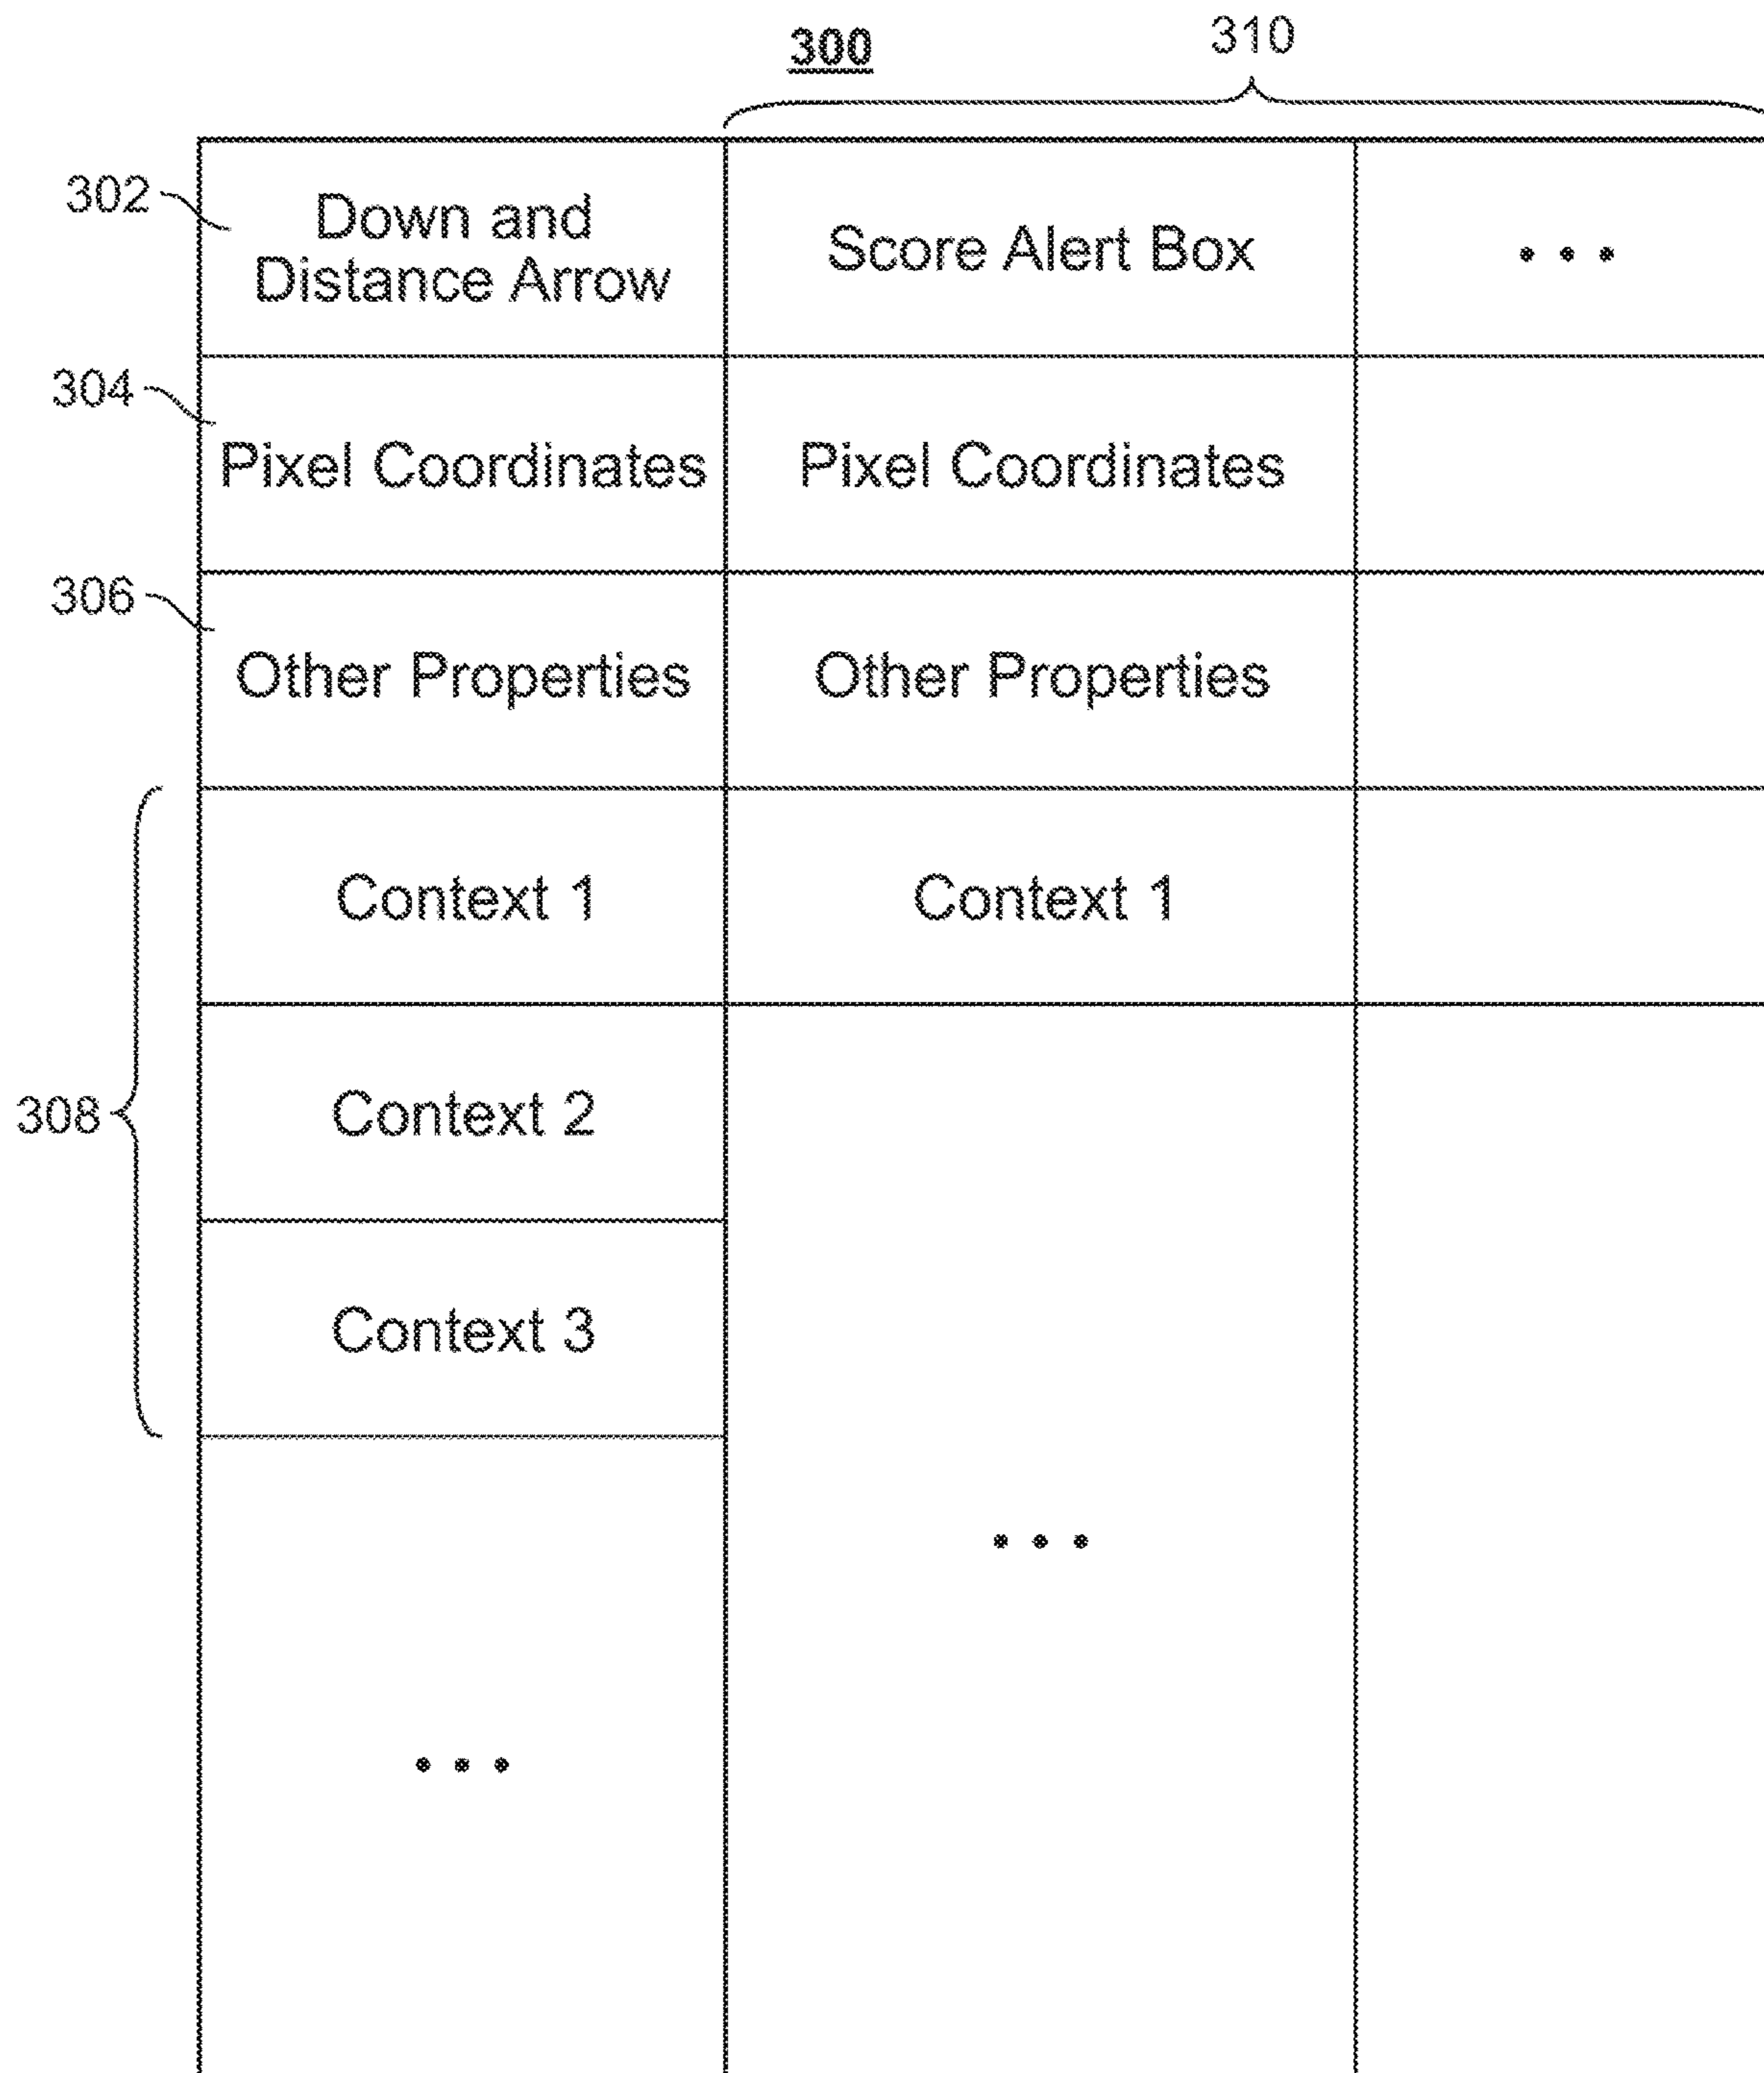 300
310
302
Down and
Distance Arrow
Score Alert Box
• • •
304
Pixel Coordinates
Pixel Coordinates
306
Other Properties
Other Properties
Context 1
Context 1
308
Context 2
Context 3
• • •
• • •